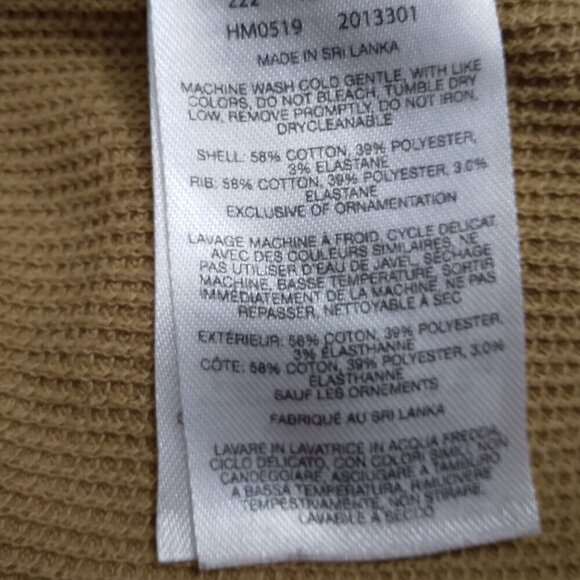 222
HM0519 2013301
MADE IN SRI LANKA
MACHINE WASH COLD GENTLE, WITH LIKE
COLORS, DO NOT BLEACH, TUMBLE DRY
LOW, REMOVE PROMPTLY, DO NOT IRON,
DRYCLEANABLE
SHELL: 58% COTTON, 39% POLYESTER,
3% ELASTANE
RIB: 58% COTTON, 39% POLYESTER, 3.0%
ELASTANE
EXCLUSIVE OF ORNAMENTATION
LAVAGE MACHINE À FROID, CYCLE DELICAT
AVEC DES COULEURS SIMILAIRES, NE
PAS UTILISER D'EAU DE JAVEL, SÉCHAGE
MACHINE, BASSE TEMPÉRATURE, SORTIR
IMMÉDIATEMENT DE LA MACHINE, NE PAS
REPASSER, NETTOYABLE À SEC
EXTÉRIEUR: 58% COTTON, 39% POLYESTER,
3% ÉLASTHANNE
CÔTE: 58% COTTON, 39% POLYESTER, 3.0%
ÉLASTHANNE
SAUF LES ORNEMENTS
FABRIQUÉ AU SRI LANKA
LAVARE IN LAVATRICE IN ACQUA FREDDA,
CICLO DELICATO, CON COLORI SIMILI, NON
CANDEGGIARE, ASCIUGARE A TAMBURO
A BASSA TEMPERATURA, RIMUOVERE
TEMPESTIVAMENTE, NON STIRARE,
LAVABILE A SECCO